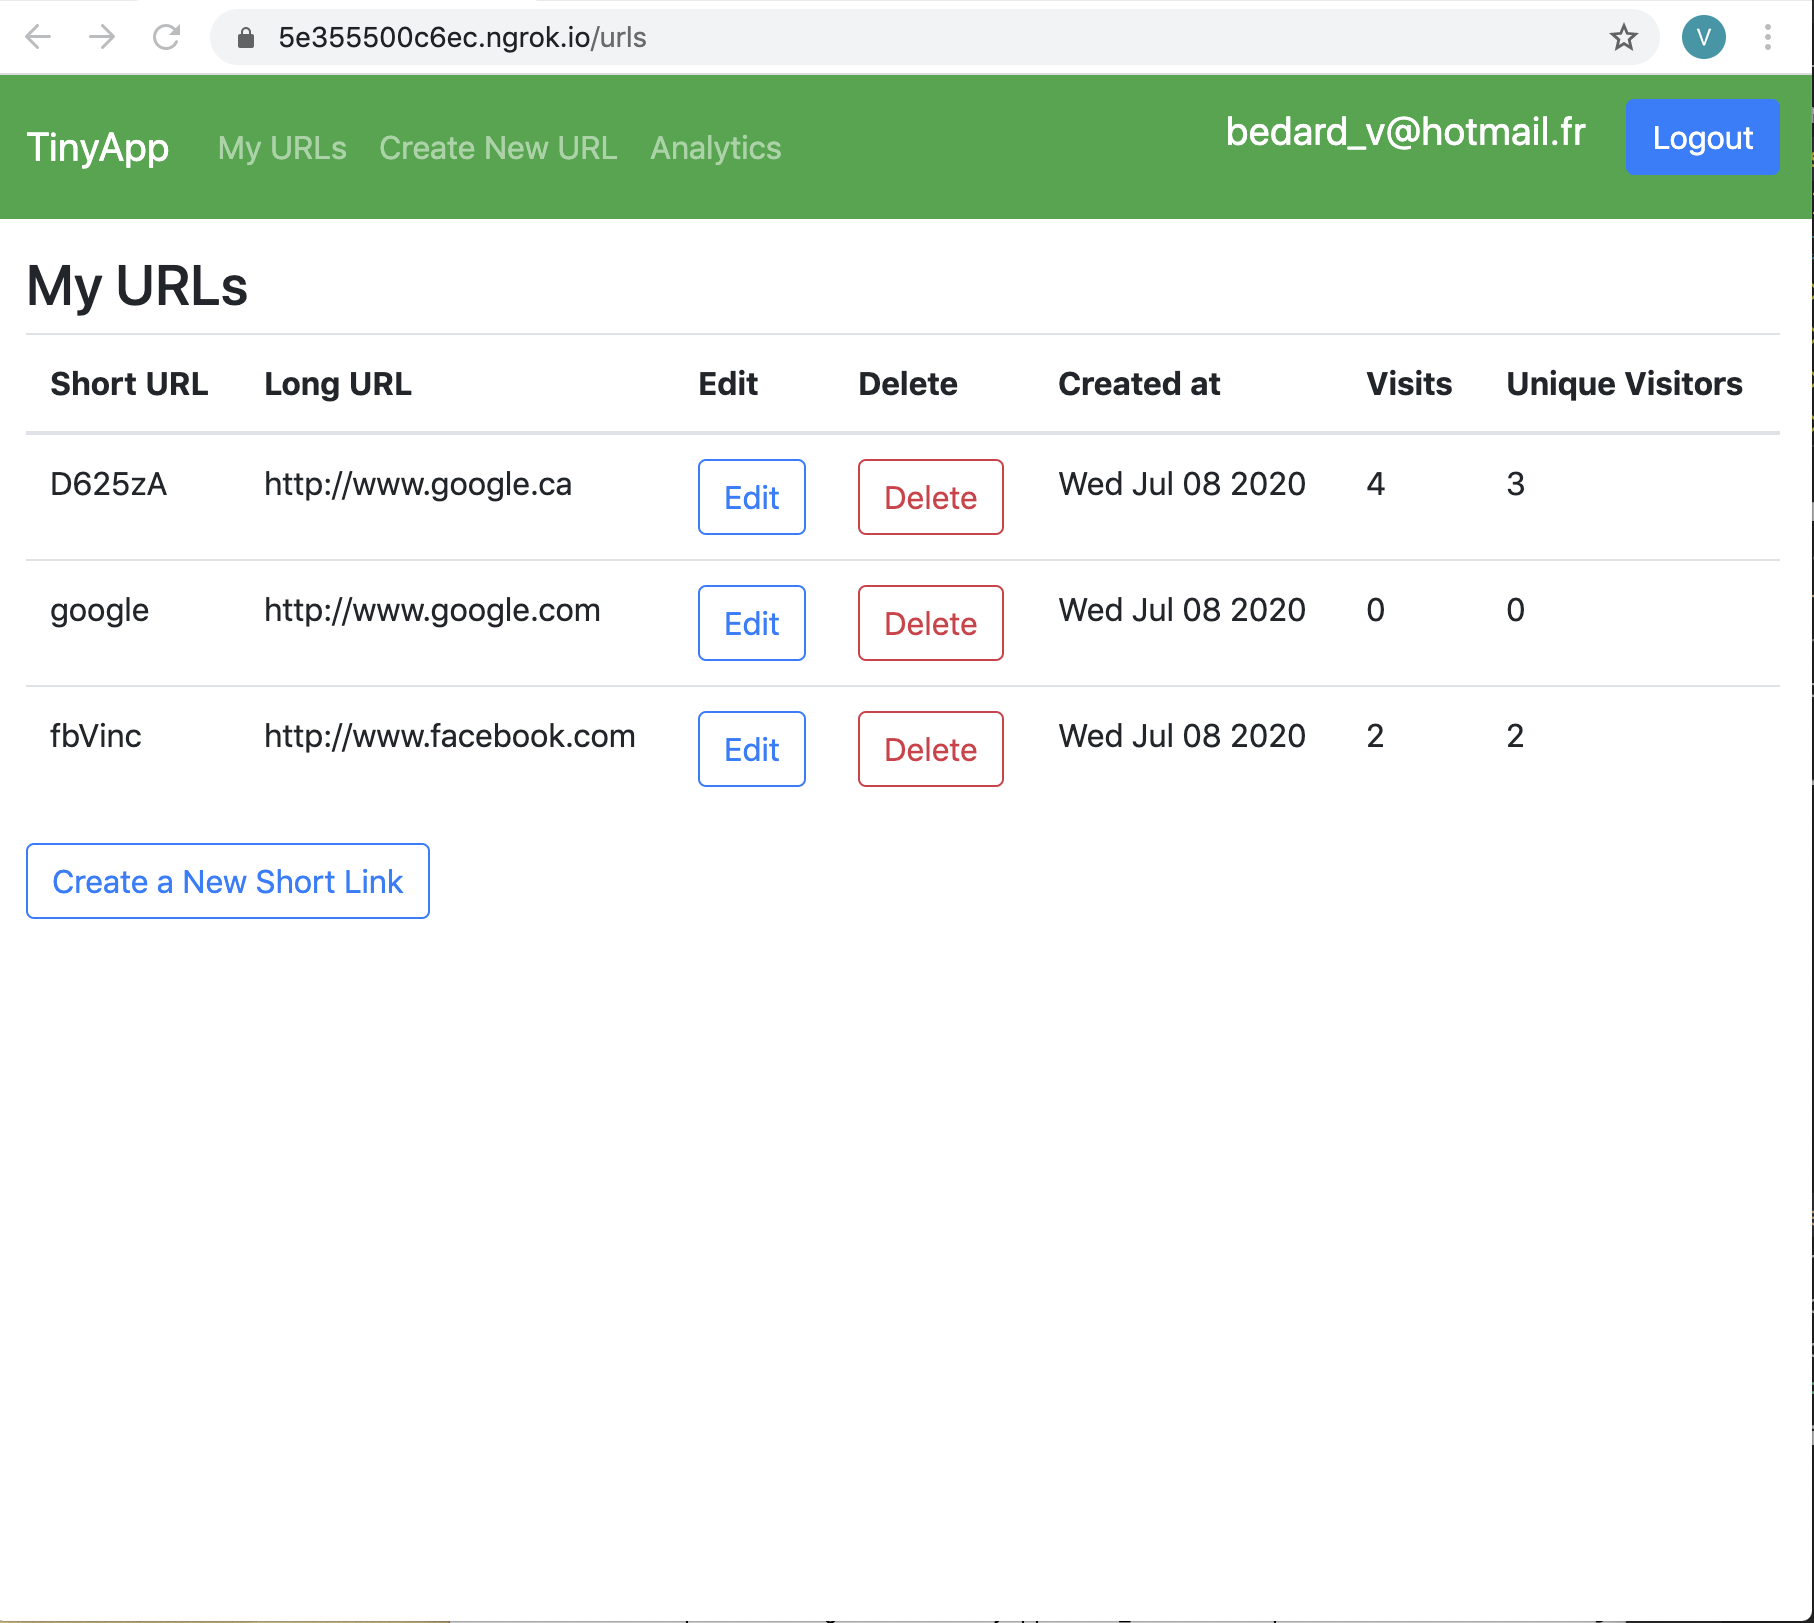 5e355500c6ec.ngrok.io/urls
V
TinyApp My URLs Create New URL Analytics bedard_v@hotmail.fr Logout
My URLs
Short URL Long URL Edit Delete Created at Visits Unique Visitors
D625zA http://www.google.ca Edit Delete Wed Jul 08 2020 4 3
google http://www.google.com Edit Delete Wed Jul 08 2020 0 0
fbVinc http://www.facebook.com Edit Delete Wed Jul 08 2020 2 2
Create a New Short Link